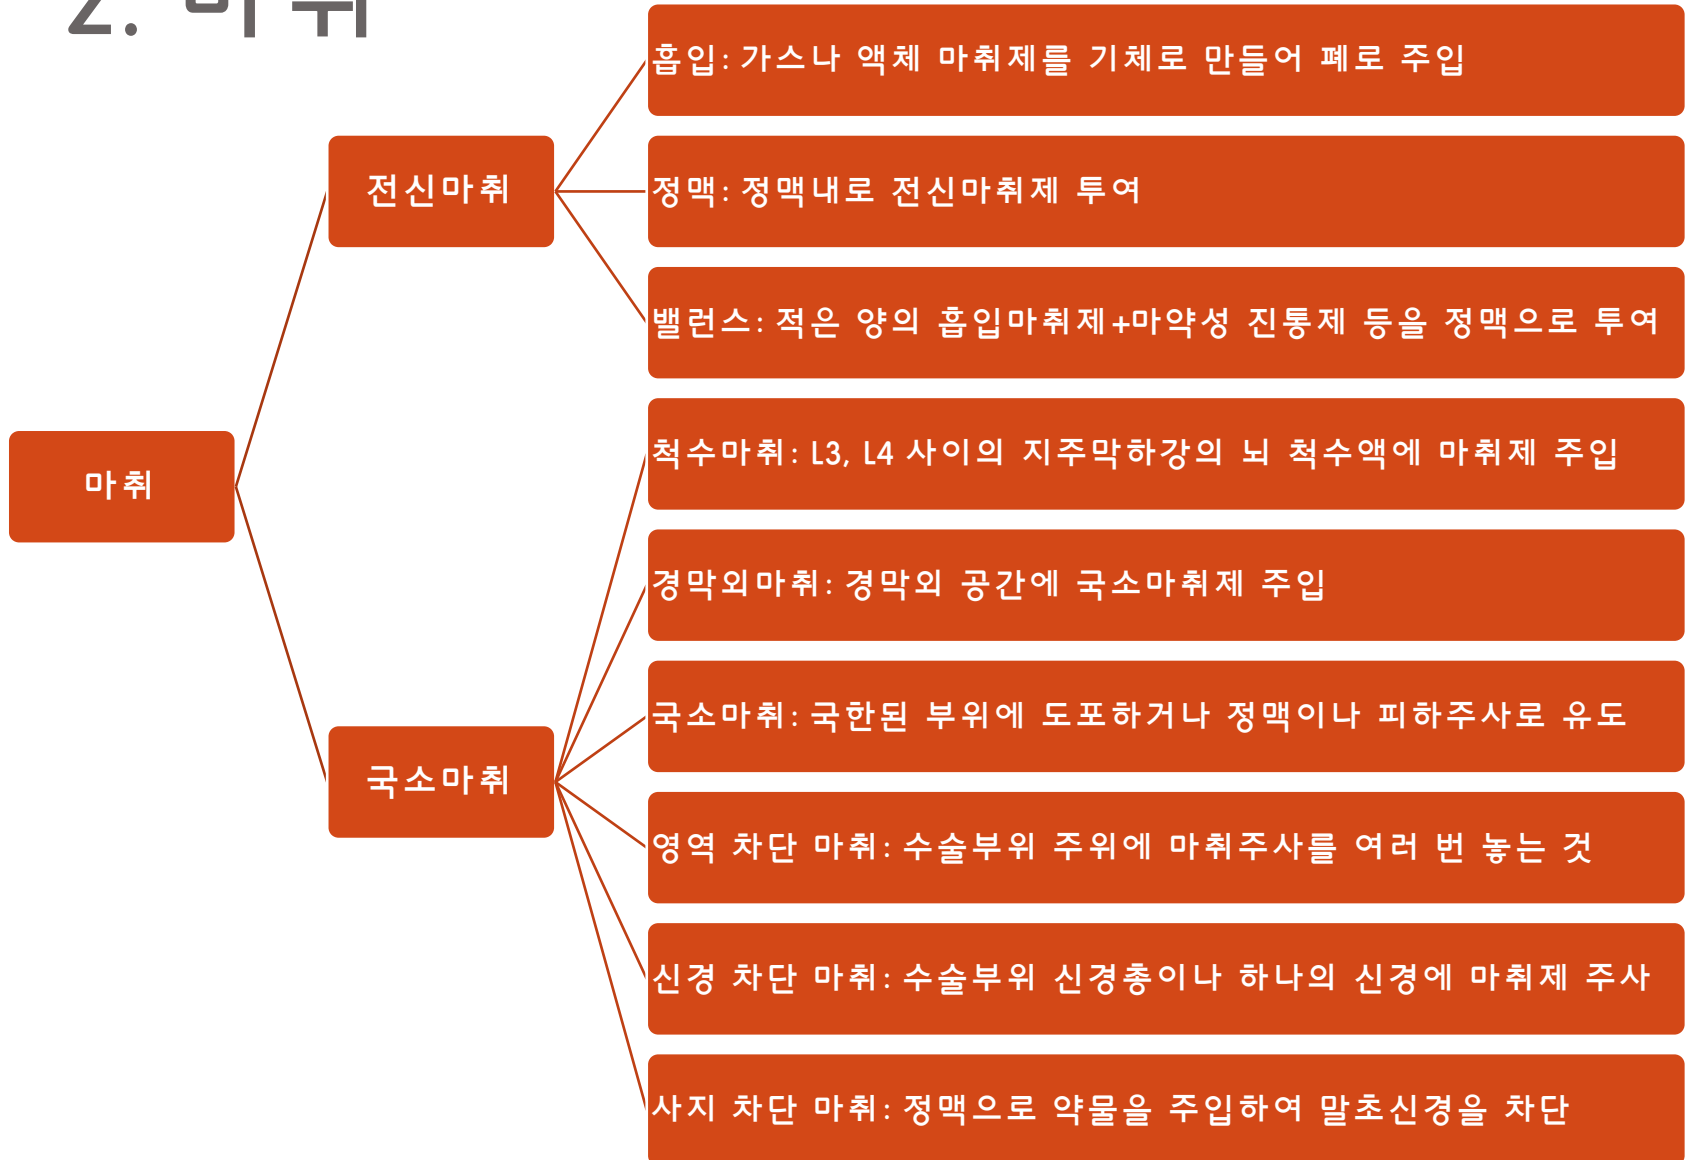 2. 마취
마취
전신마취
흡입: 가스나 액체 마취제를 기체로 만들어 폐로 주입
정맥: 정맥내로 전신마취제 투여
밸런스: 적은 양의 흡입마취제+마약성 진통제 등을 정맥으로 투여
국소마취
척수마취: L3, L4 사이의 지주막하강의 뇌 척수액에 마취제 주입
경막외마취: 경막외 공간에 국소마취제 주입
국소마취: 국한된 부위에 도포하거나 정맥이나 피하주사로 유도
영역 차단 마취: 수술부위 주위에 마취주사를 여러 번 놓는 것
신경 차단 마취: 수술부위 신경총이나 하나의 신경에 마취제 주사
사지 차단 마취: 정맥으로 약물을 주입하여 말초신경을 차단